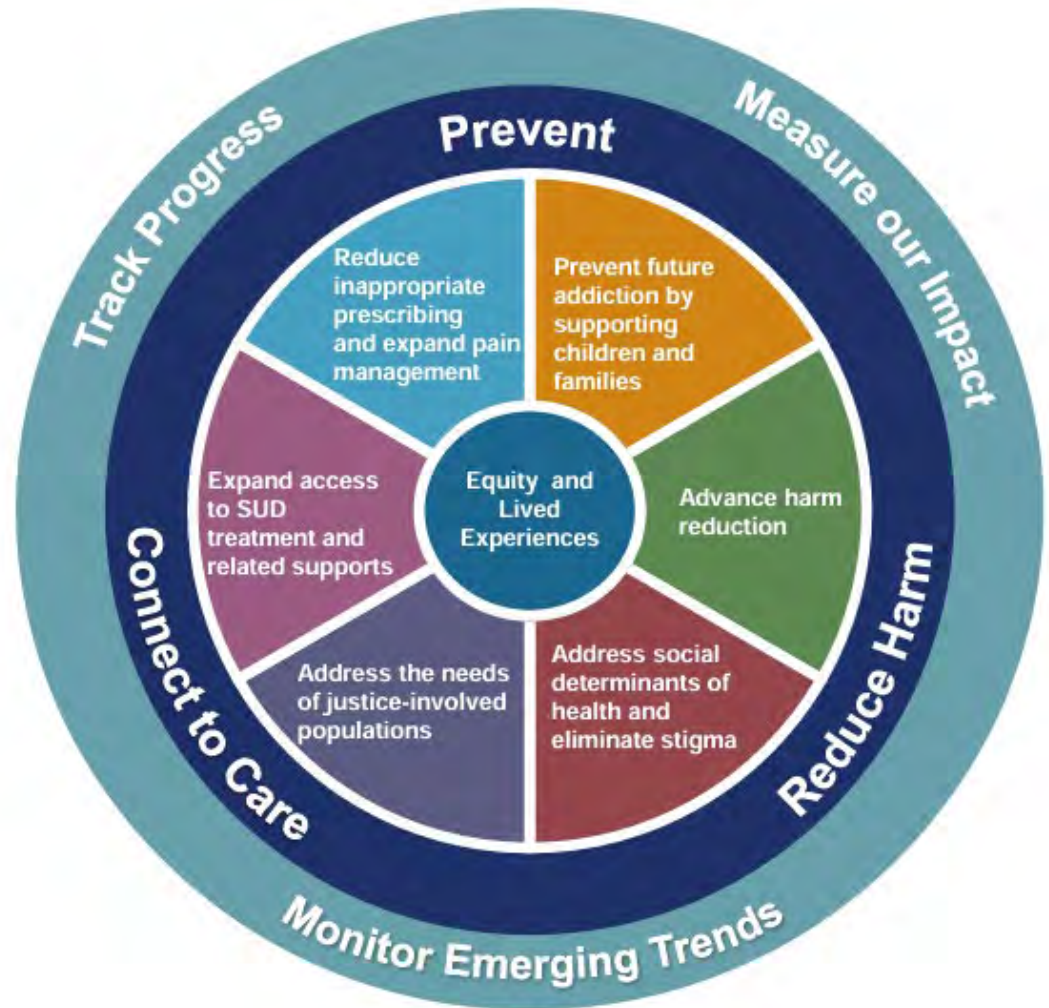 Track Progress
Measure our Impact
Prevent
Reduce
inappropriate
prescribing
and expand pain
management
Prevent future
addiction by
supporting
children and
families
Expand access
to SUD
treatment and
related supports
Equity and
Lived
Experiences
Advance harm
reduction
Address the needs
of justice-involved
populations
Address social
determinants of
health and
eliminate stigma
Connect to Care
Reduce Harm
Monitor Emerging Trends